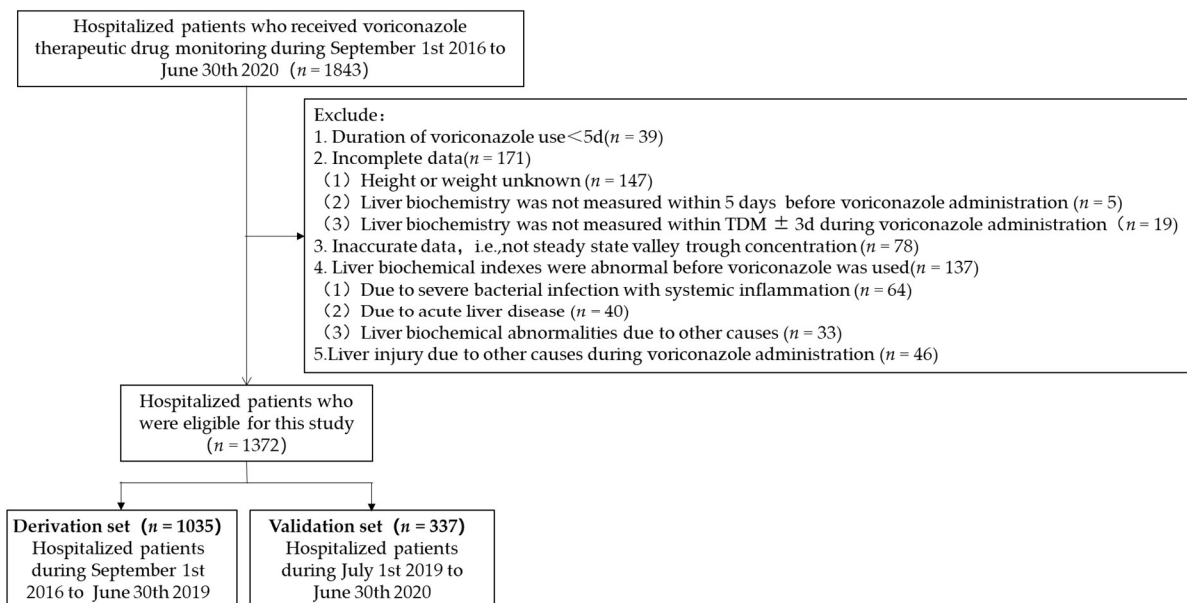 Hospitalized patients who received voriconazole
therapeutic drug monitoring during September 1st 2016 to
June 30th 2020 (n = 1843)
Exclude：
1. Duration of voriconazole use＜5d(n = 39)
2. Incomplete data(n = 171)
（1）Height or weight unknown (n = 147)
（2）Liver biochemistry was not measured within 5 days before voriconazole administration (n = 5)
（3）Liver biochemistry was not measured within TDM ± 3d during voriconazole administration（n = 19)
3. Inaccurate data，i.e.,not steady state valley trough concentration (n = 78)
4. Liver biochemical indexes were abnormal before voriconazole was used(n = 137)
（1）Due to severe bacterial infection with systemic inflammation (n = 64)
（2）Due to acute liver disease (n = 40)
（3）Liver biochemical abnormalities due to other causes (n = 33)
5.Liver injury due to other causes during voriconazole administration (n = 46)
Hospitalized patients who
were eligible for this study
(n = 1372)
Derivation set (n = 1035)
Hospitalized patients
during September 1st
2016 to June 30th 2019
Validation set (n = 337)
Hospitalized patients
during July 1st 2019 to
June 30th 2020